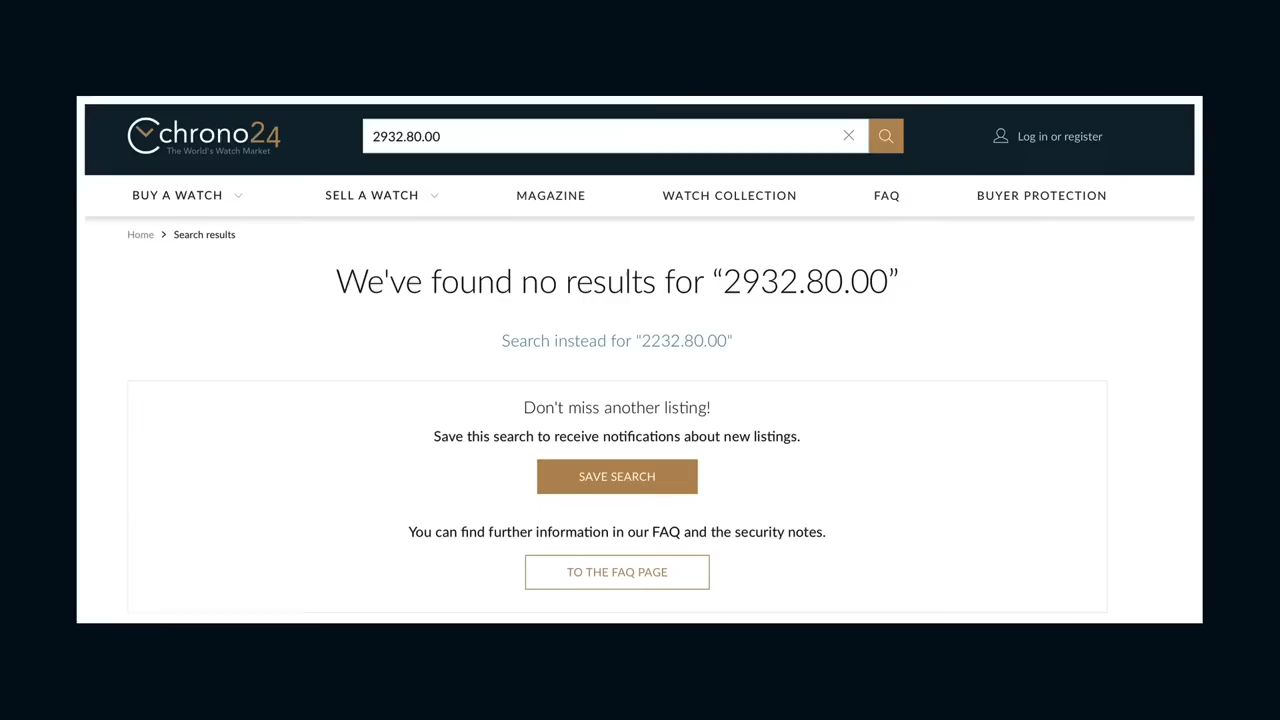 chrono24
The World's Watch Market
2932.80.00
Log in or register
BUY A WATCH
SELL A WATCH
MAGAZINE
WATCH COLLECTION
FAQ
BUYER PROTECTION
Home > Search results
We've found no results for “2932.80.00”
Search instead for "2232.80.00"
Don't miss another listing!
Save this search to receive notifications about new listings.
SAVE SEARCH
You can find further information in our FAQ and the security notes.
TO THE FAQ PAGE